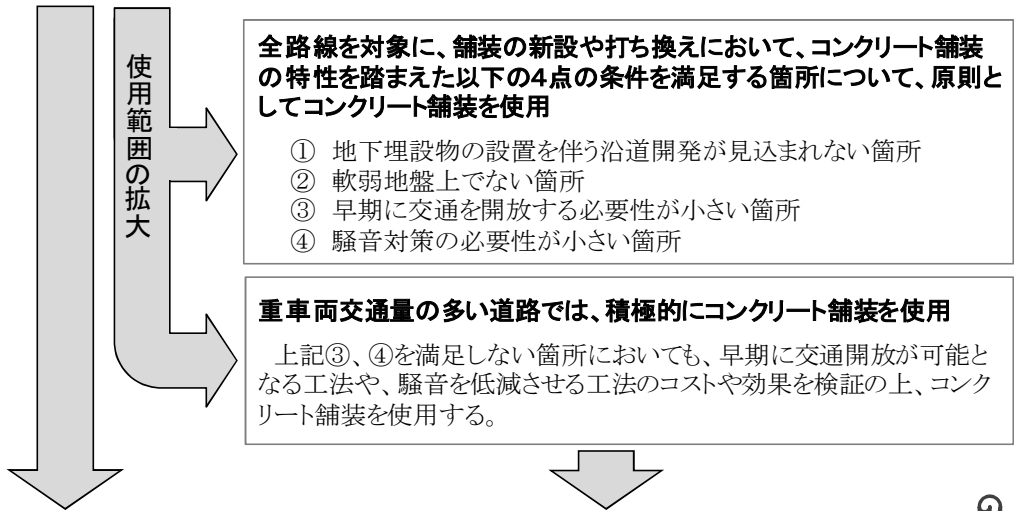 使用範囲の拡大
全路線を対象に、舗装の新設や打ち換えにおいて、コンクリート舗装
の特性を踏まえた以下の4点の条件を満足する箇所について、原則と
してコンクリート舗装を使用
① 地下埋設物の設置を伴う沿道開発が見込まれない箇所
② 軟弱地盤上でない箇所
③ 早期に交通を開放する必要性が小さい箇所
④ 騒音対策の必要性が小さい箇所
重車両交通量の多い道路では、積極的にコンクリート舗装を使用
上記③、④を満足しない箇所においても、早期に交通開放が可能と
なる工法や、騒音を低減させる工法のコストや効果を検証の上、コンク
リート舗装を使用する。